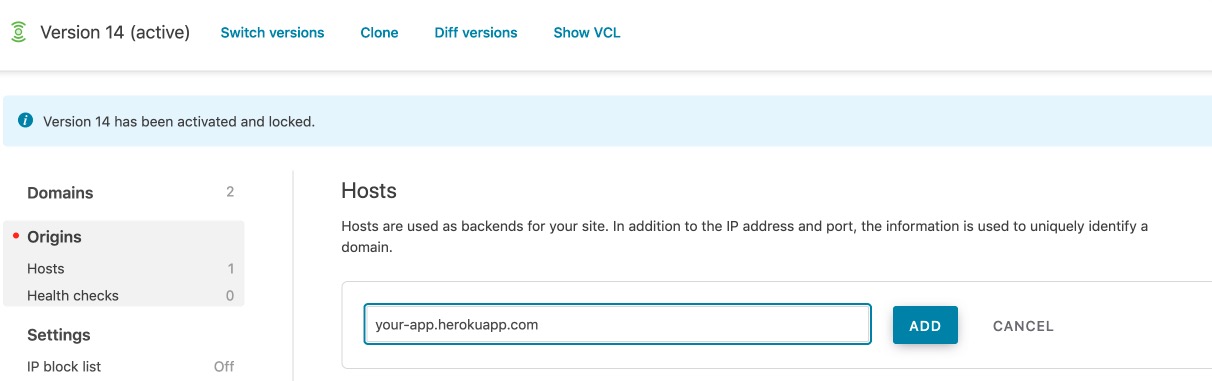 Version 14 (active) Switch versions Clone Diff versions Show VCL
Version 14 has been activated and locked.
Domains 2
Origins
Hosts 1
Health checks 0
Settings
IP block list Off
Hosts
Hosts are used as backends for your site. In addition to the IP address and port, the information is used to uniquely identify a
domain.
your-app.herokuapp.com ADD CANCEL